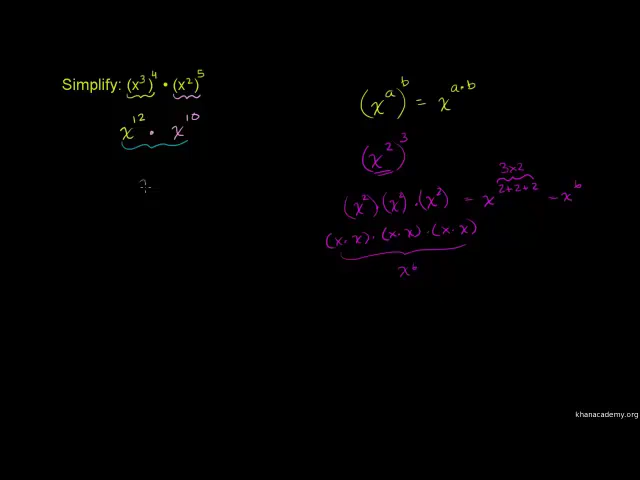 Simplify: (x³)⁴ • (x²)⁵
x¹² • x¹⁰
(xᵃ)ᵇ = xᵃ•ᵇ
(x²)³
3×2
(x²)•(x²)•(x²) = x²⁺²⁺² = x⁶
(x•x)•(x•x)•(x•x)
x⁶
khanacademy.org